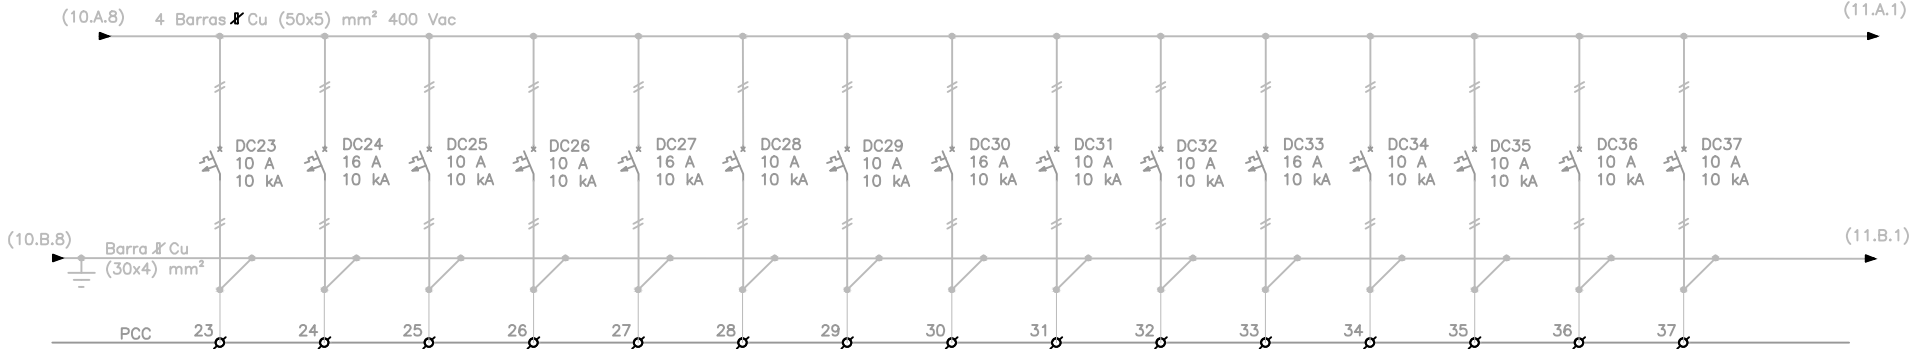 (10.A.8)
4 Barras Cu (50x5) mm² 400 Vac
(11.A.1)
DC23
10 A
10 kA
DC24
16 A
10 kA
DC25
10 A
10 kA
DC26
10 A
10 kA
DC27
16 A
10 kA
DC28
10 A
10 kA
DC29
10 A
10 kA
DC30
16 A
10 kA
DC31
10 A
10 kA
DC32
10 A
10 kA
DC33
16 A
10 kA
DC34
10 A
10 kA
DC35
10 A
10 kA
DC36
10 A
10 kA
DC37
10 A
10 kA
(10.B.8)
Barra Cu
(30x4) mm²
(11.B.1)
PCC 23 24 25 26 27 28 29 30 31 32 33 34 35 36 37